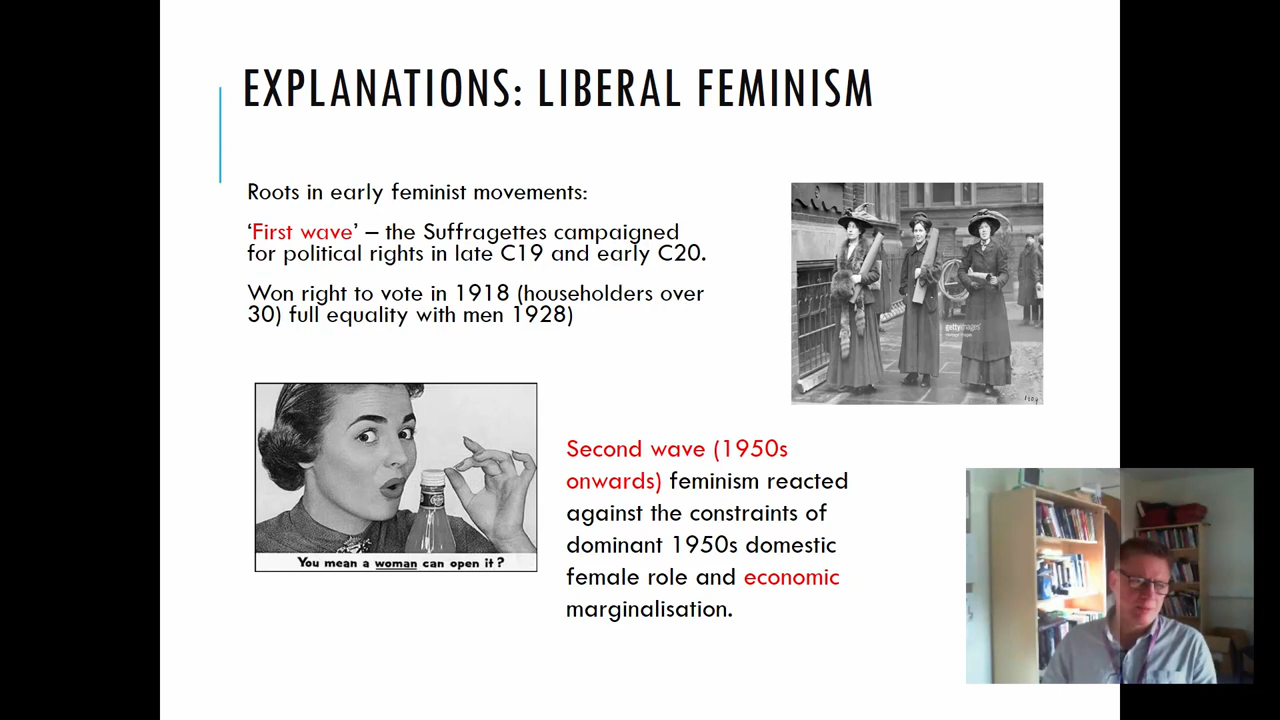 EXPLANATIONS: LIBERAL FEMINISM
Roots in early feminist movements:
‘First wave’ – the Suffragettes campaigned
for political rights in late C19 and early C20.
Won right to vote in 1918 (householders over
30) full equality with men 1928)
gettyimages
You mean a woman can open it?
Second wave (1950s
onwards) feminism reacted
against the constraints of
dominant 1950s domestic
female role and economic
marginalisation.